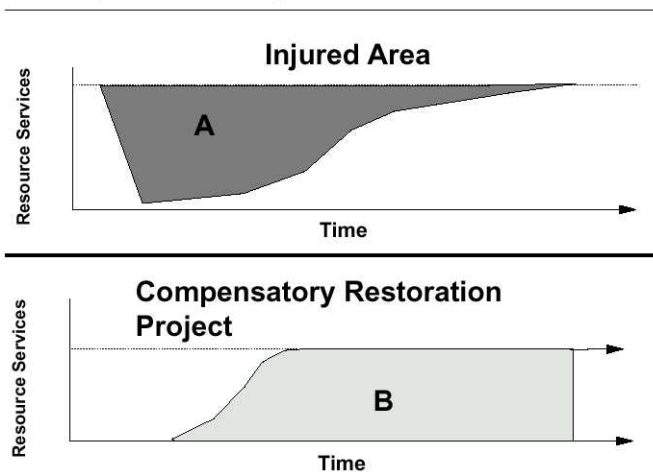 Injured Area
Resource Services
A
Time
Compensatory Restoration
Project
Resource Services
B
Time